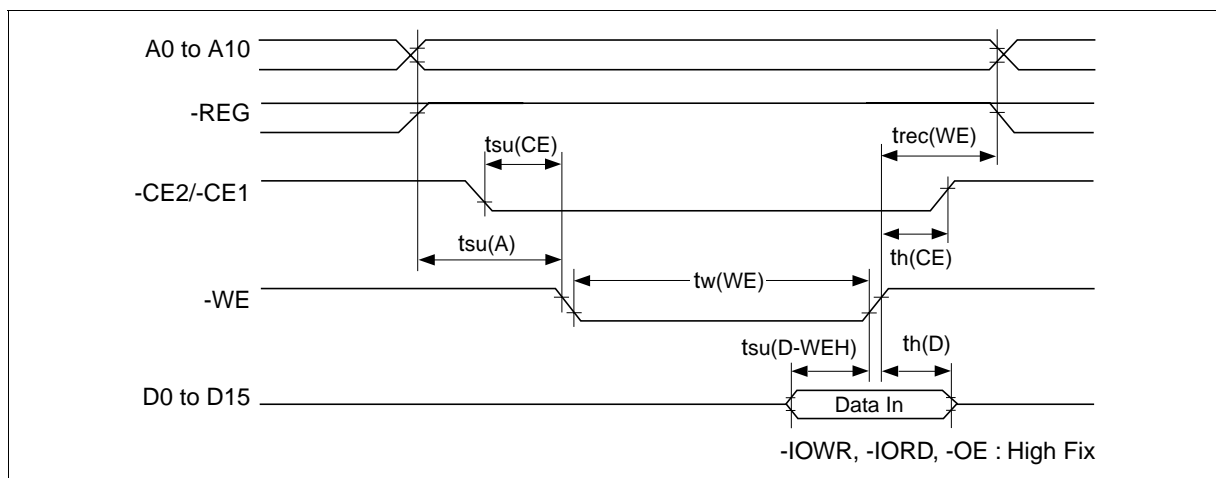 A0 to A10
-REG
tsu(CE)
trec(WE)
-CE2/-CE1
tsu(A)
th(CE)
-WE
tw(WE)
tsu(D-WEH)
th(D)
D0 to D15
Data In
-IOWR, -IORD, -OE : High Fix